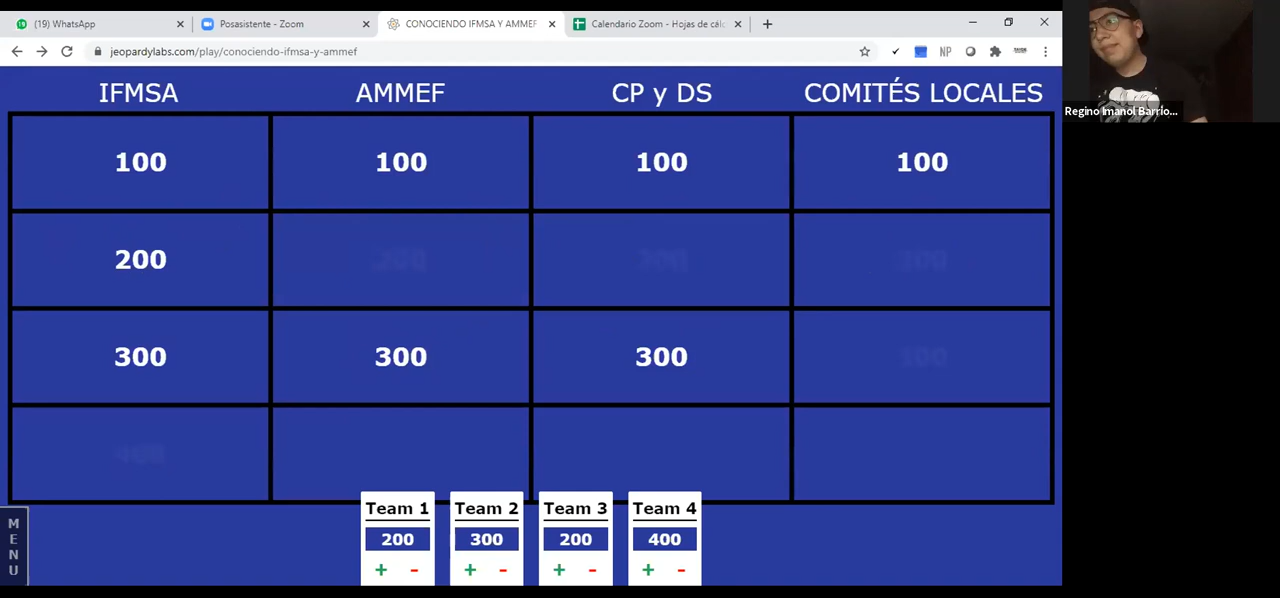 (19) WhatsApp
Posasistente - Zoom
CONOCIENDO IFMSA Y AMMEF
Calendario Zoom - Hojas de cálc
jeopardylabs.com/play/conociendo-ifmsa-y-ammef
NP
Regino Imanol Barrio...
IFMSA AMMEF CP y DS COMITÉS LOCALES
100 100 100 100
200
300 300 300
Team 1 Team 2 Team 3 Team 4
200 300 200 400
+ - + - + - + -
MENU